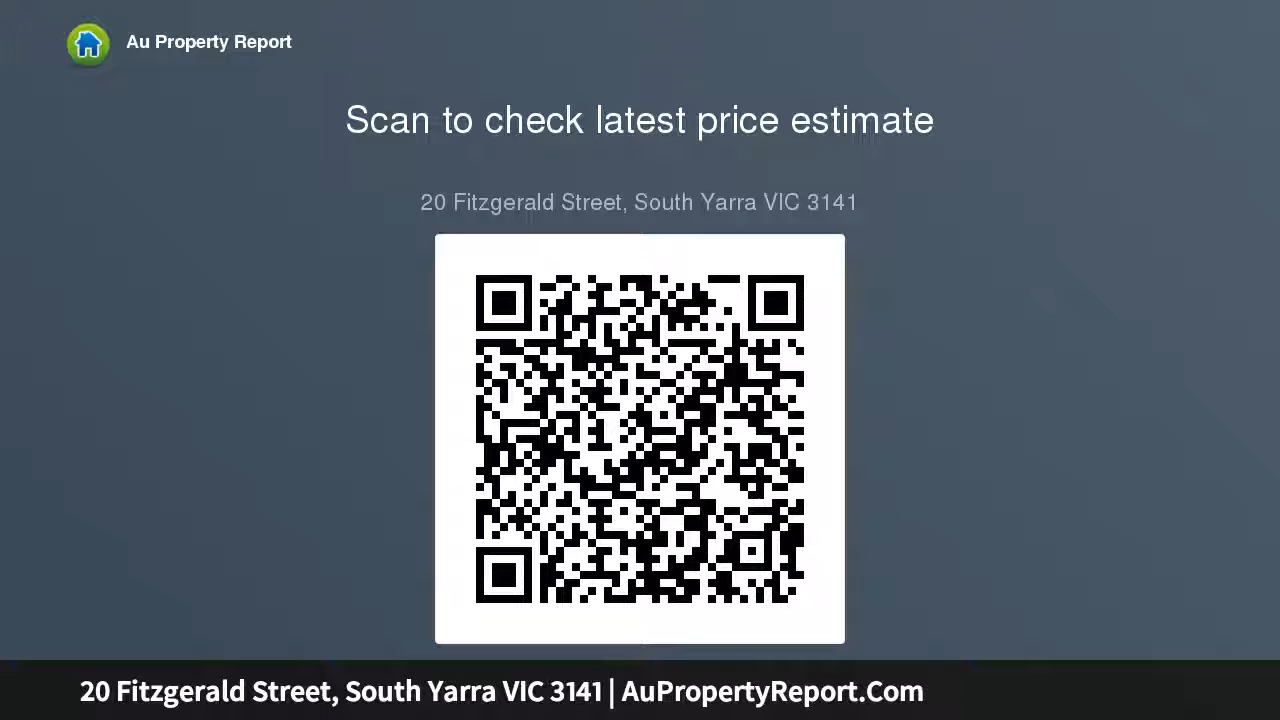 Au Property Report
Scan to check latest price estimate
20 Fitzgerald Street, South Yarra VIC 3141
20 Fitzgerald Street, South Yarra VIC 3141 | AuPropertyReport.Com